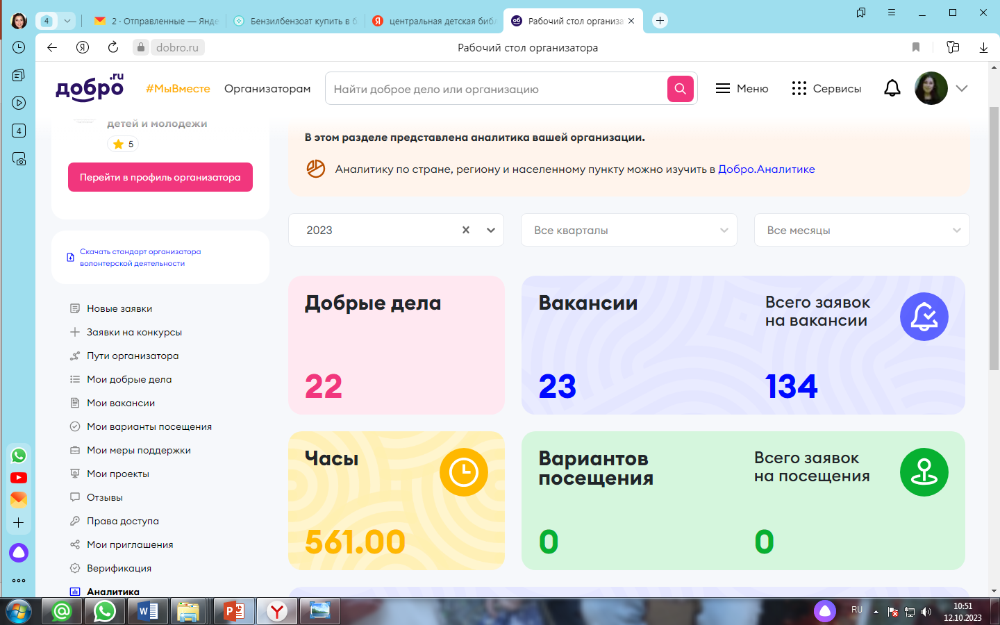 4
2 · Отправленные — Янде
Бензилбензоат купить в б
центральная детская библ
Рабочий стол организа
dobro.ru
Рабочий стол организатора
добро.ru
#МыВместе
Организаторам
Найти доброе дело или организацию
Меню
Сервисы
4
детей и молодежи
5
Перейти в профиль организатора
Скачать стандарт организатора
волонтерской деятельности
Новые заявки
Заявки на конкурсы
Пути организатора
Мои добрые дела
Мои вакансии
Мои варианты посещения
Мои меры поддержки
Мои проекты
Отзывы
Права доступа
Мои приглашения
Верификация
Аналитика
В этом разделе представлена аналитика вашей организации.
Аналитику по стране, региону и населенному пункту можно изучить в Добро.Аналитике
2023
Все кварталы
Все месяцы
Добрые дела
22
Вакансии
23
Всего заявок
на вакансии
134
Часы
561.00
Вариантов
посещения
0
Всего заявок
на посещения
0
RU
10:51
12.10.2023